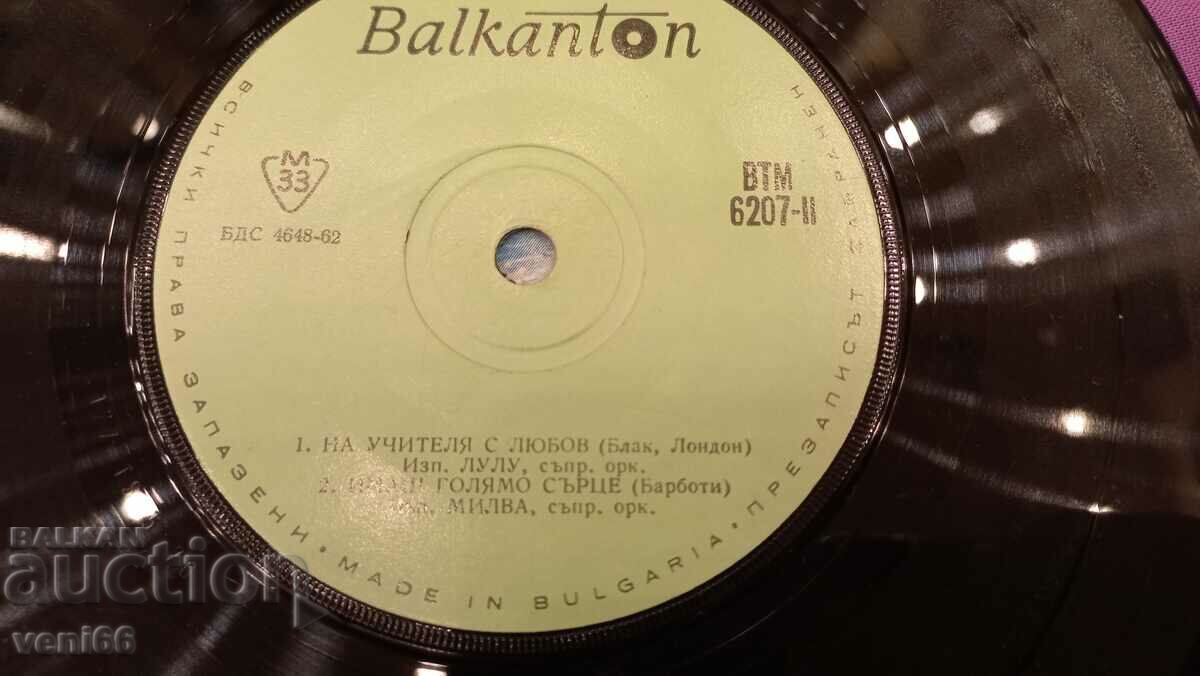 Balkanton
М
33
БДС 4648-62
ВТМ
6207-II
1. НА УЧИТЕЛЯ С ЛЮБОВ (Блак, Лондон)
Изп. ЛУЛУ, съпр. орк.
2. ГОЛЯМО СЪРЦЕ (Барботи)
МИЛВА, съпр. орк.
ВСИЧКИ ПРАВА ЗАПАЗЕНИ • MADE IN BULGARIA • ПРЕЗАПИСЪТ ЗАБРАНЕН
BALKAN
auction
veni66